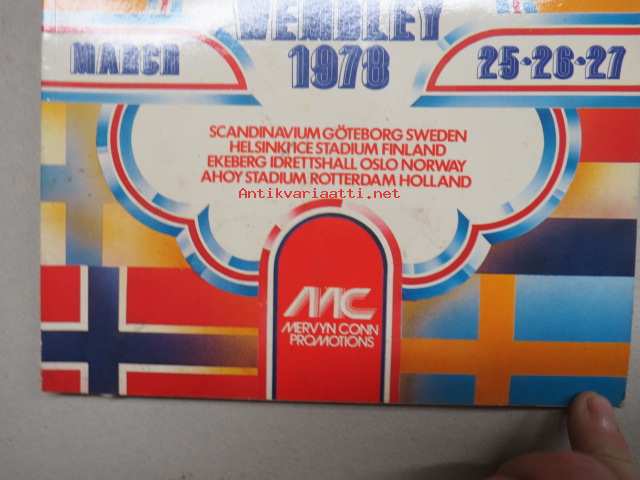 WEMBLEY
MARCH 1978 25·26·27
SCANDINAVIUM GÖTEBORG SWEDEN
HELSINKI ICE STADIUM FINLAND
EKEBERG IDRETTSHALL OSLO NORWAY
AHOY STADIUM ROTTERDAM HOLLAND
Antikvariaatti.net
MC
MERVYN CONN
PROMOTIONS